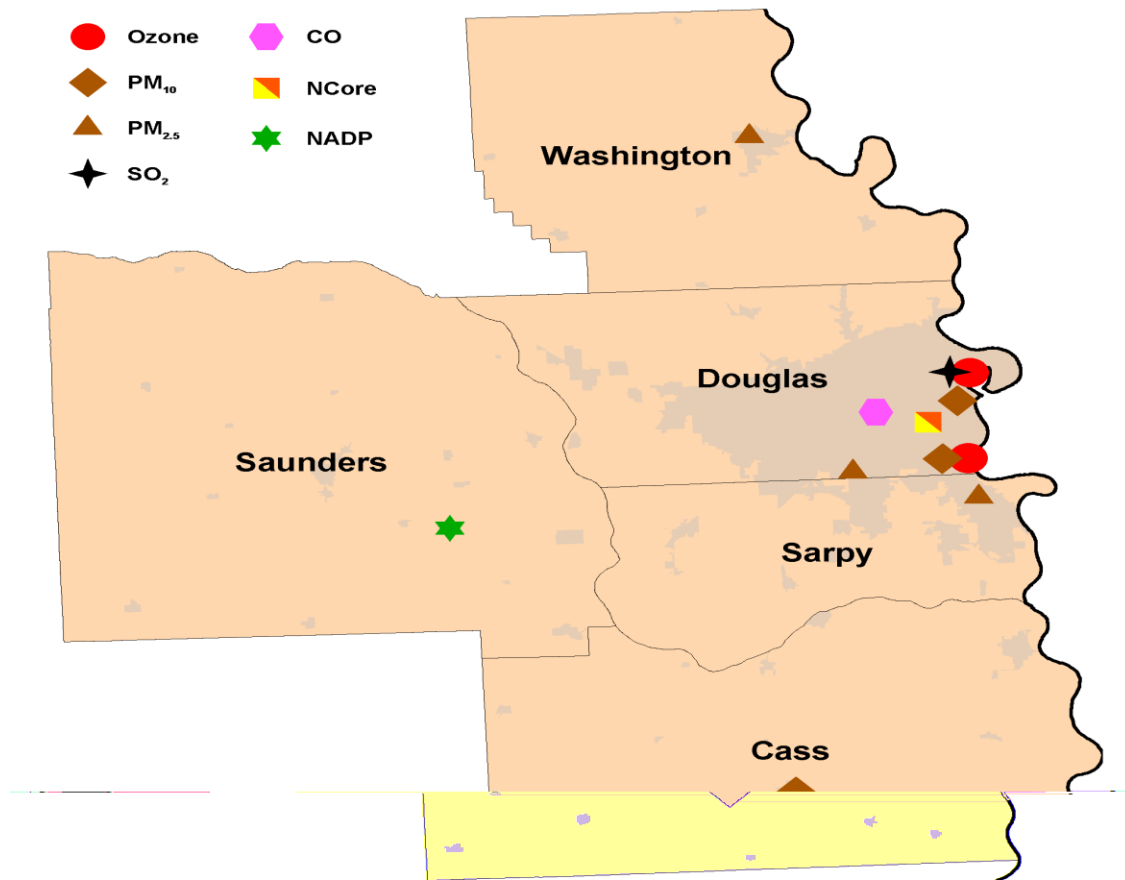 Ozone
CO
PM₁₀
NCore
PM₂.₅
NADP
SO₂
Washington
Douglas
Saunders
Sarpy
Cass